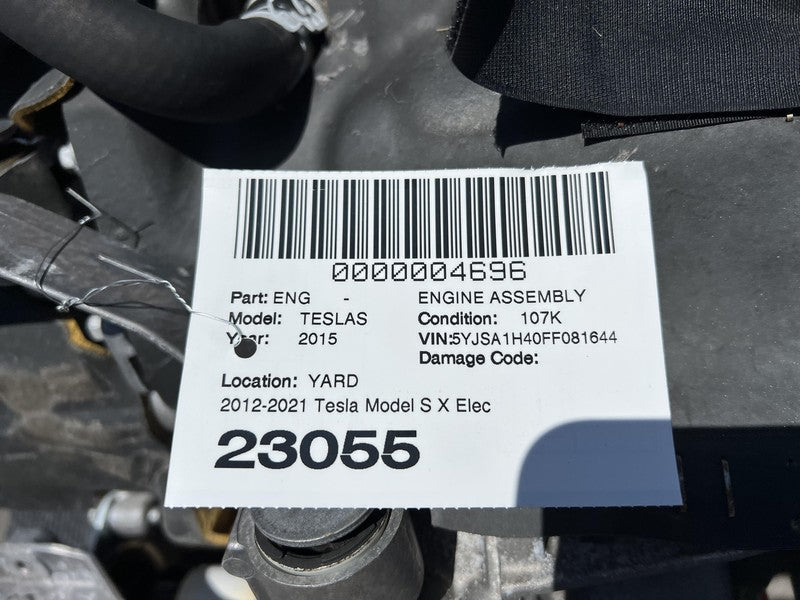 0000004696
Part: ENG - ENGINE ASSEMBLY
Model: TESLAS Condition: 107K
Year: 2015 VIN:5YJSA1H40FF081644
Damage Code:
Location: YARD
2012-2021 Tesla Model S X Elec
23055